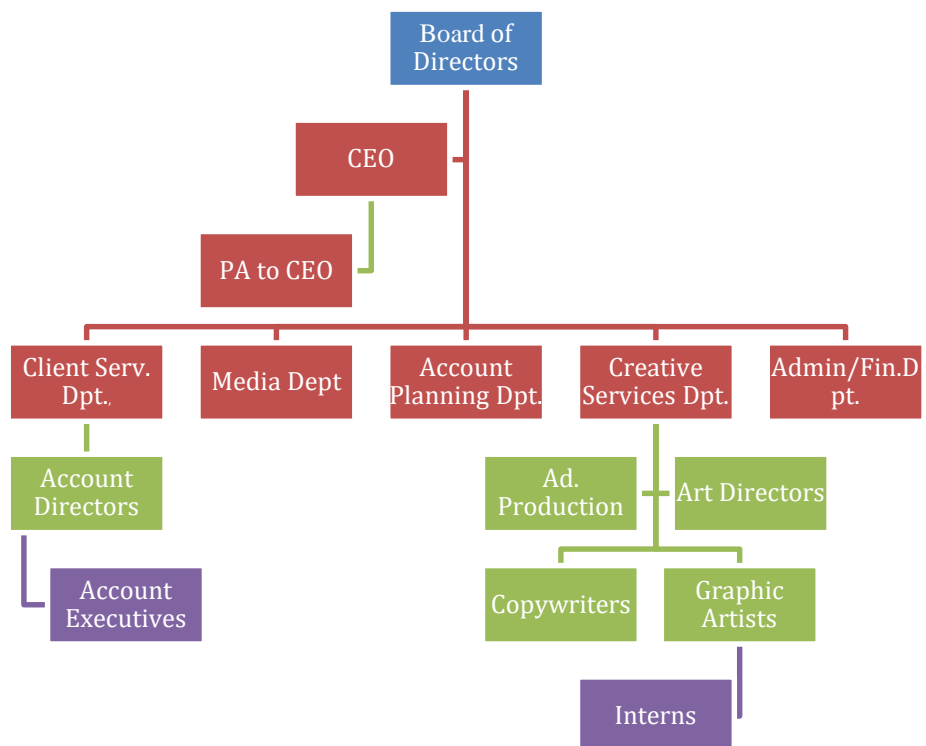 Board of
Directors
CEO
PA to CEO
Client Serv.
Dpt.,
Media Dept
Account
Planning Dpt.
Creative
Services Dpt.
Admin/Fin.D
pt.
Account
Directors
Ad.
Production
Art Directors
Account
Executives
Copywriters
Graphic
Artists
Interns